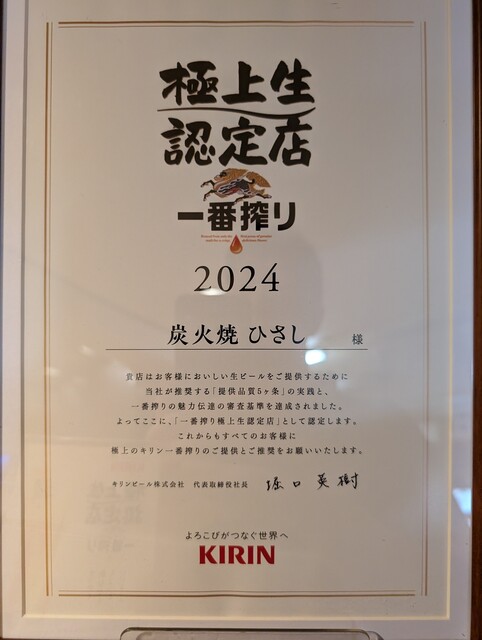 極上生
認定店
一番搾り
2024
炭火焼 ひさし 様
貴店はお客様においしい生ビールをご提供するために
当社が推奨する「提供品質5ヶ条」の実践と、
一番搾りの魅力伝達の審査基準を達成されました。
よってここに、「一番搾り極上生認定店」として認定します。
これからもすべてのお客様に
極上のキリン一番搾りのご提供とご推奨をお願いいたします。
キリンビール株式会社 代表取締役社長 堀口英樹
よろこびがつなぐ世界へ
KIRIN